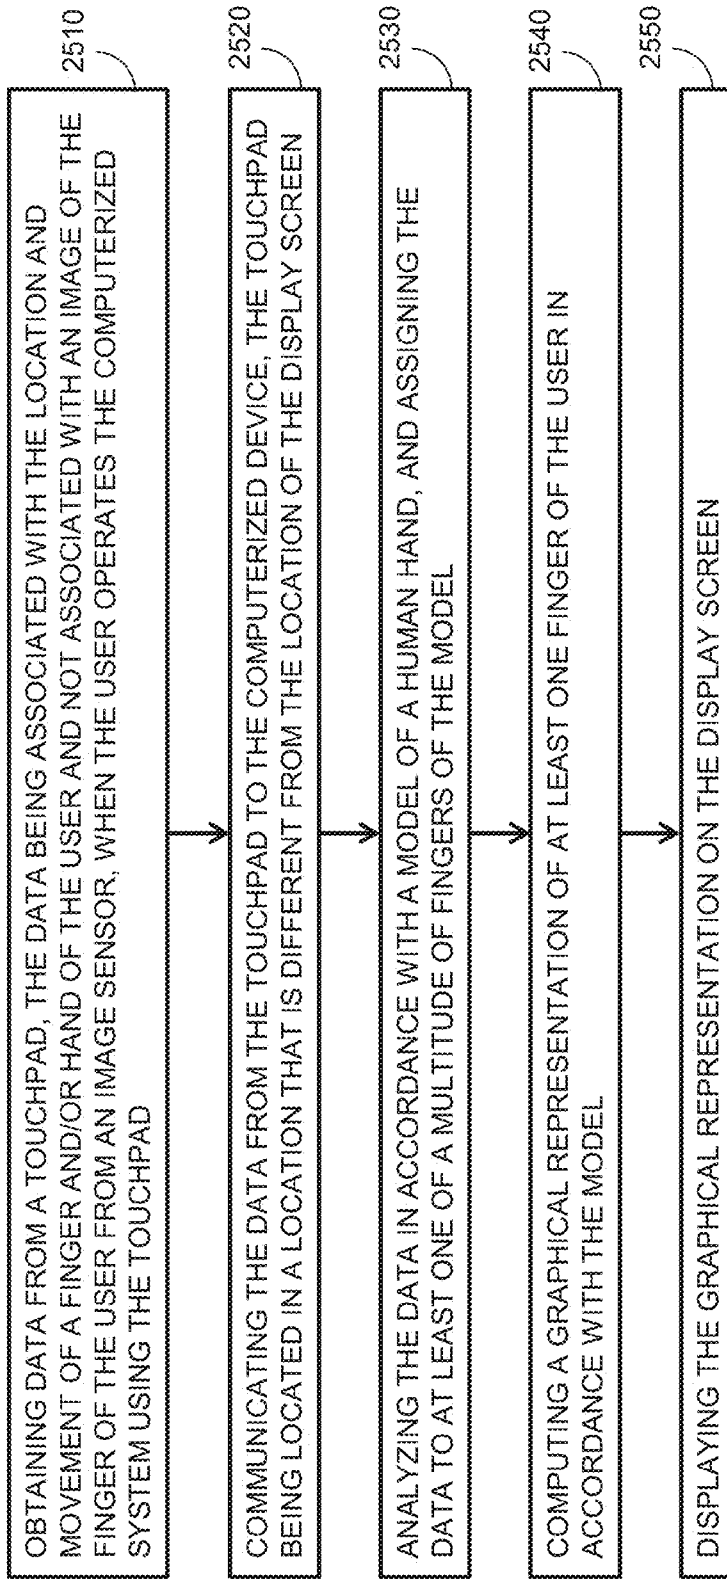 OBTAINING DATA FROM A TOUCHPAD, THE DATA BEING ASSOCIATED WITH THE LOCATION AND
MOVEMENT OF A FINGER AND/OR HAND OF THE USER AND NOT ASSOCIATED WITH AN IMAGE OF THE
FINGER OF THE USER FROM AN IMAGE SENSOR, WHEN THE USER OPERATES THE COMPUTERIZED
SYSTEM USING THE TOUCHPAD
2510
COMMUNICATING THE DATA FROM THE TOUCHPAD TO THE COMPUTERIZED DEVICE, THE TOUCHPAD
BEING LOCATED IN A LOCATION THAT IS DIFFERENT FROM THE LOCATION OF THE DISPLAY SCREEN
2520
ANALYZING THE DATA IN ACCORDANCE WITH A MODEL OF A HUMAN HAND, AND ASSIGNING THE
DATA TO AT LEAST ONE OF A MULTITUDE OF FINGERS OF THE MODEL
2530
COMPUTING A GRAPHICAL REPRESENTATION OF AT LEAST ONE FINGER OF THE USER IN
ACCORDANCE WITH THE MODEL
2540
DISPLAYING THE GRAPHICAL REPRESENTATION ON THE DISPLAY SCREEN
2550